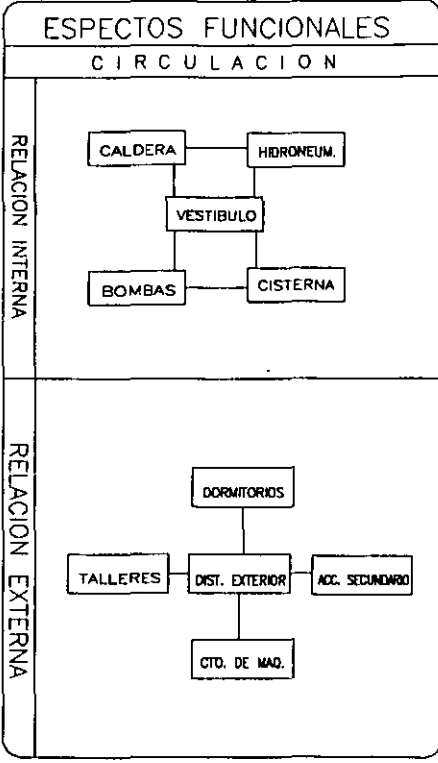 ESPECTOS FUNCIONALES
CIRCULACION
RELACION INTERNA
CALDERA
HIDRONEUM.
VESTIBULO
BOMBAS
CISTERNA
RELACION EXTERNA
DORMITORIOS
TALLERES
DIST. EXTERIOR
ACC. SECUNDARIO
CTO. DE MAQ.